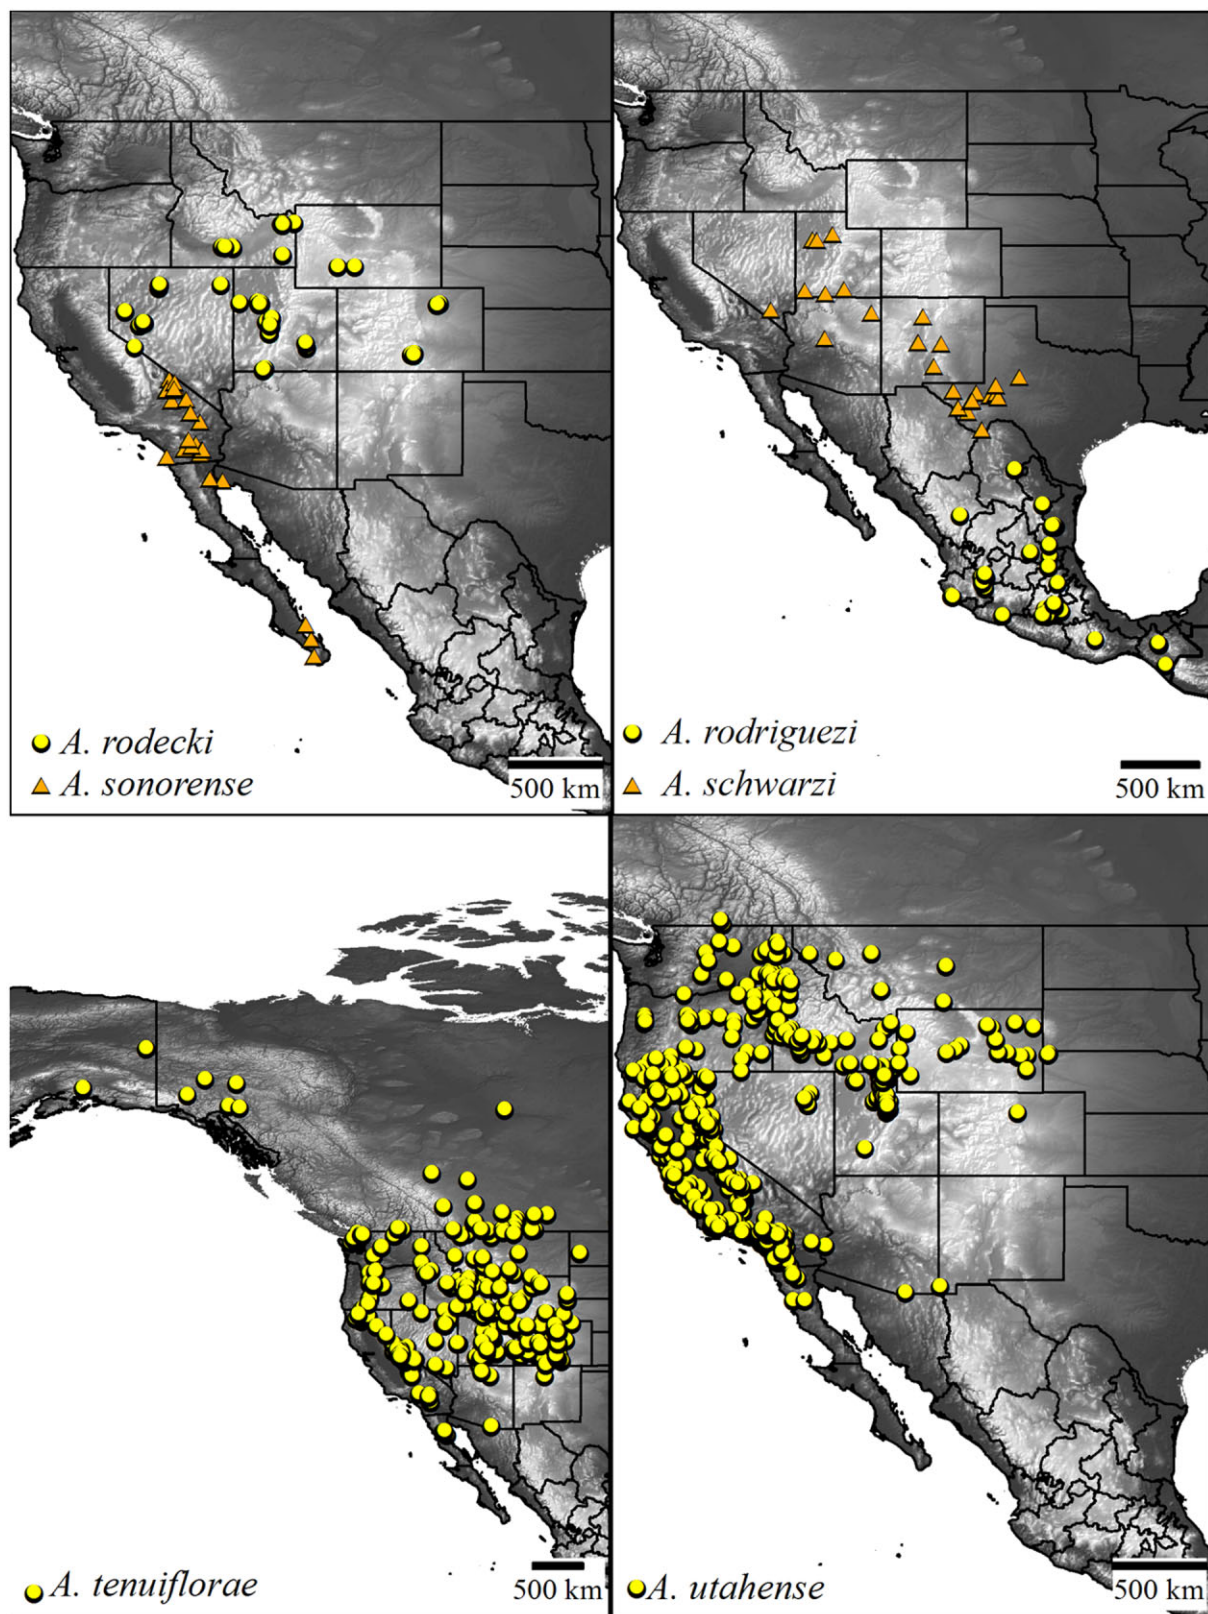 A. rodecki
A. sonorense
500 km
A. rodriguezi
A. schwarzi
500 km
A. tenuiflorae
500 km
A. utahense
500 km